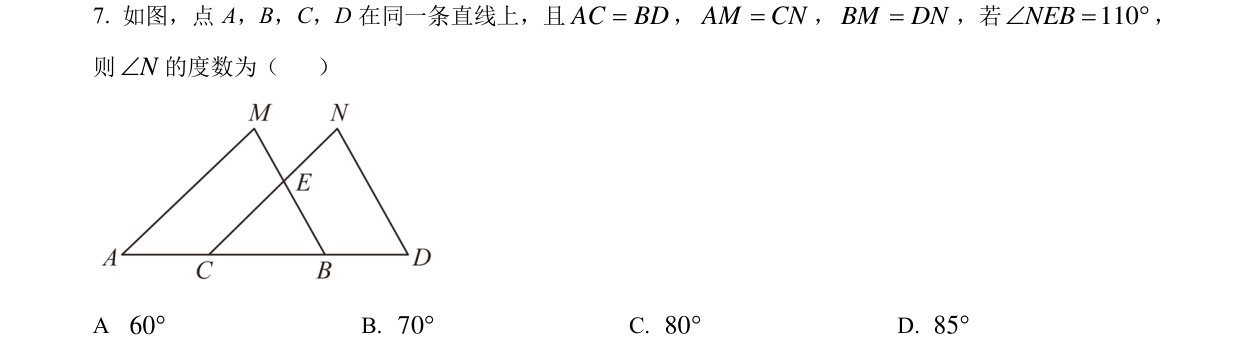 7. 如图，点 A，B，C，D 在同一条直线上，且 AC = BD，AM = CN，BM = DN，若∠NEB = 110°，
则∠N 的度数为（　　）
M N
E
A C B D
A 60° B. 70° C. 80° D. 85°